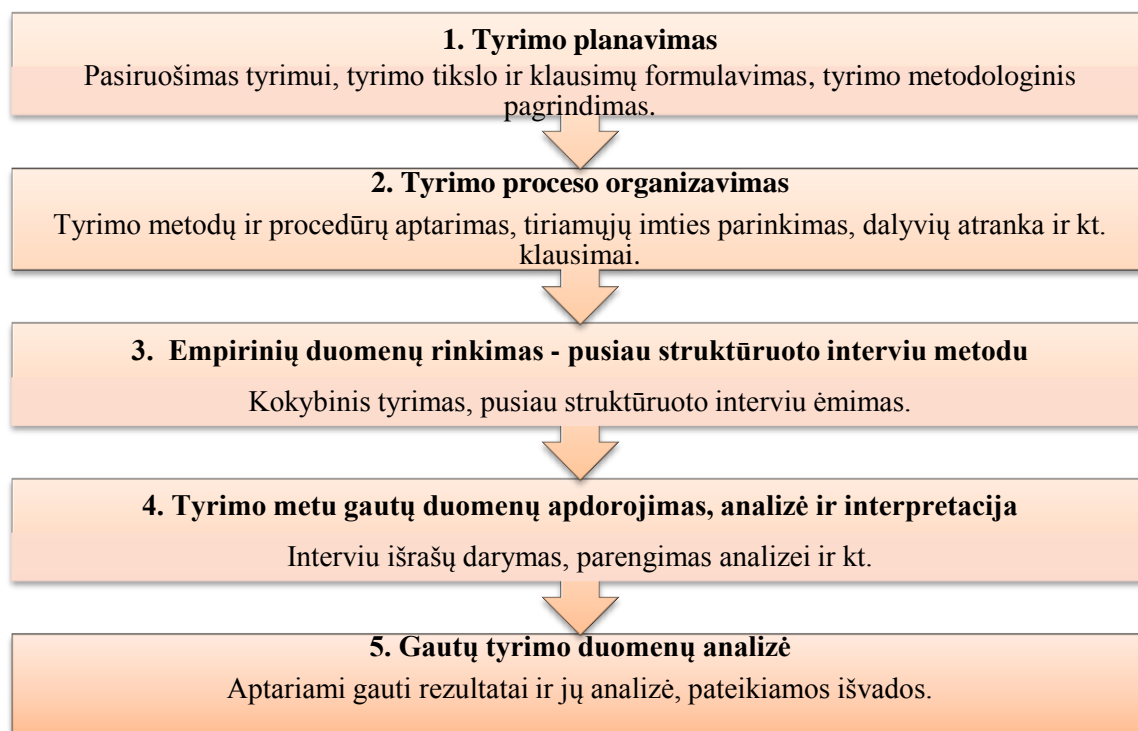 1. Tyrimo planavimas
Pasiruošimas tyrimui, tyrimo tikslo ir klausimų formulavimas, tyrimo metodologinis
pagrindimas.
2. Tyrimo proceso organizavimas
Tyrimo metodų ir procedūrų aptarimas, tiriamųjų imties parinkimas, dalyvių atranka ir kt.
klausimai.
3. Empirinių duomenų rinkimas - pusiau struktūruoto interviu metodu
Kokybinis tyrimas, pusiau struktūruoto interviu ėmimas.
4. Tyrimo metu gautų duomenų apdorojimas, analizė ir interpretacija
Interviu išrašų darymas, parengimas analizei ir kt.
5. Gautų tyrimo duomenų analizė
Aptariami gauti rezultatai ir jų analizė, pateikiamos išvados.